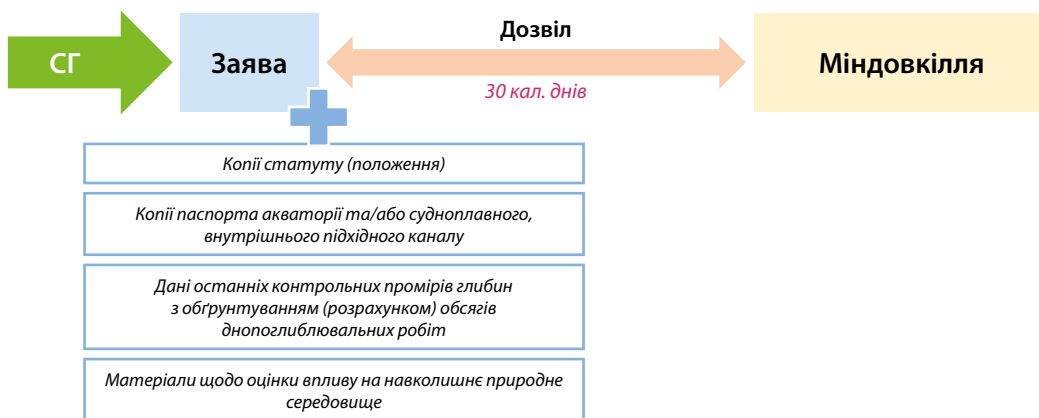 СГ
Заява
Дозвіл
30 кал. днів
Міндовкілля
Копії статуту (положення)
Копії паспорта акваторії та/або судноплавного,
внутрішнього підхідного каналу
Дані останніх контрольних промірів глибин
з обґрунтуванням (розрахунком) обсягів
днопоглиблювальних робіт
Матеріали щодо оцінки впливу на навколишнє природне
середовище